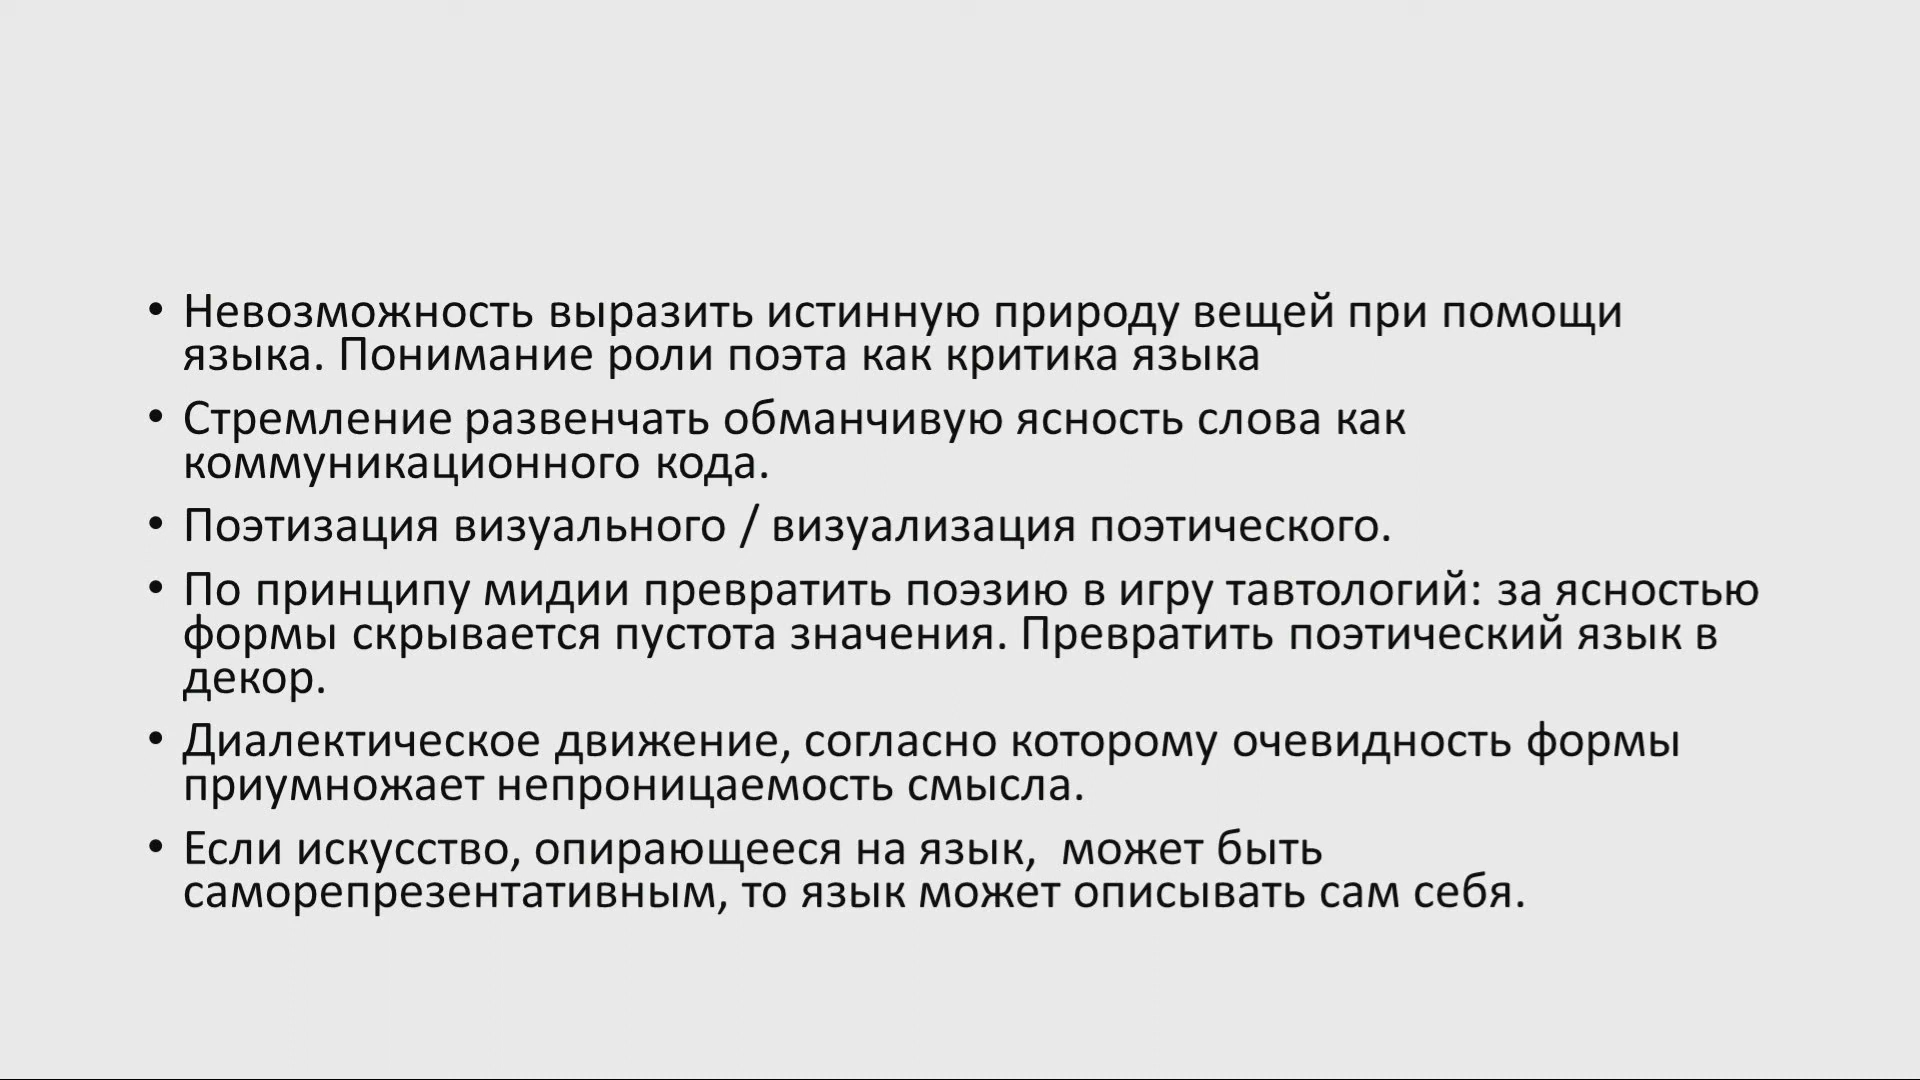 • Невозможность выразить истинную природу вещей при помощи
языка. Понимание роли поэта как критика языка
• Стремление развенчать обманчивую ясность слова как
коммуникационного кода.
• Поэтизация визуального / визуализация поэтического.
• По принципу мидии превратить поэзию в игру тавтологий: за ясностью
формы скрывается пустота значения. Превратить поэтический язык в
декор.
• Диалектическое движение, согласно которому очевидность формы
приумножает непроницаемость смысла.
• Если искусство, опирающееся на язык,  может быть
саморепрезентативным, то язык может описывать сам себя.